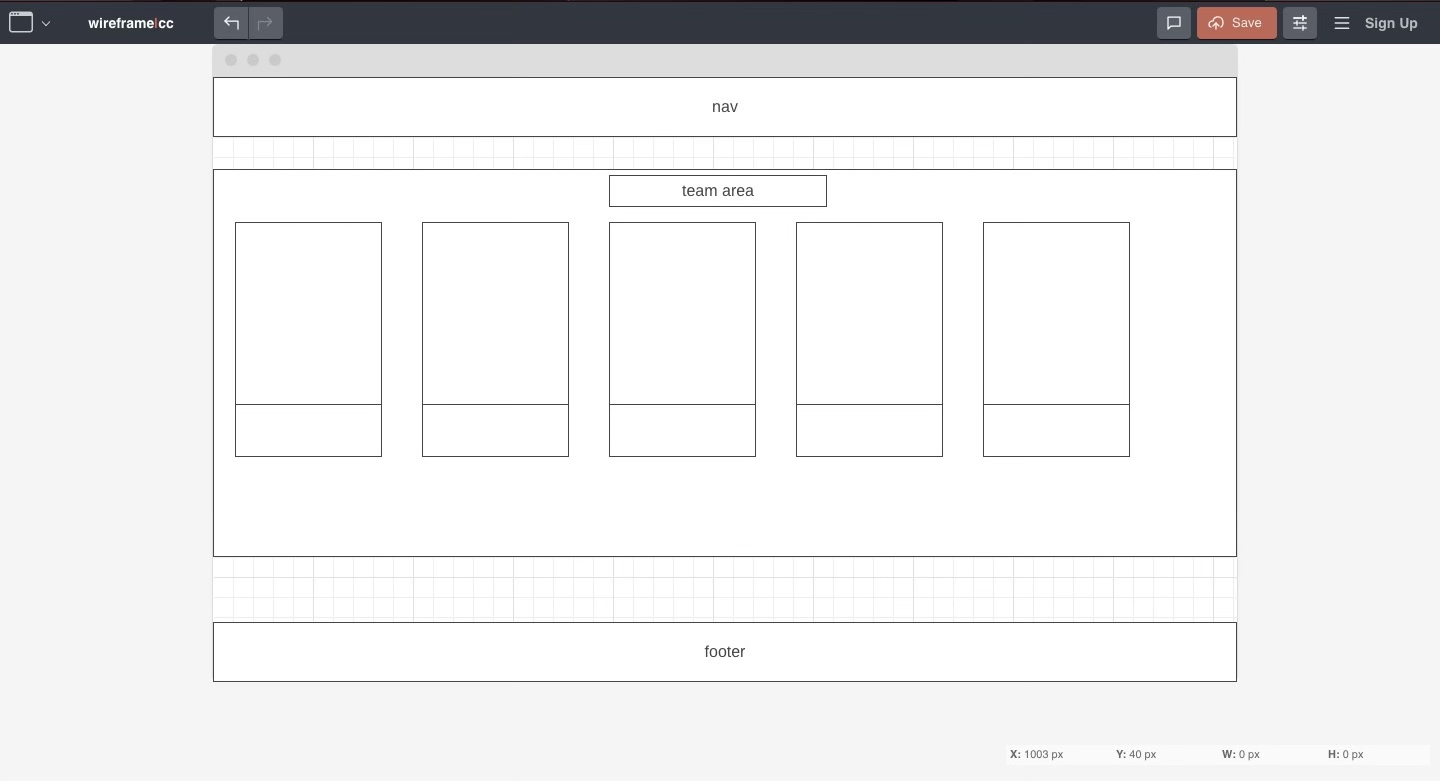 wireframe|cc
Save
Sign Up
nav
team area
footer
X: 1003 px Y: 40 px W: 0 px H: 0 px